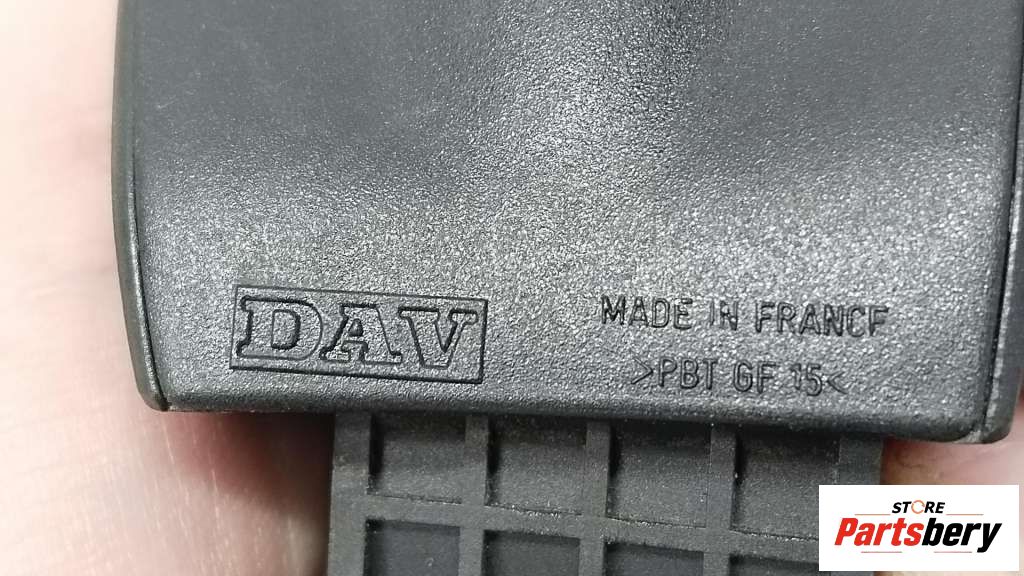 DAV
MADE IN FRANCE
>PBT GF 15<
STORE
Partsbery